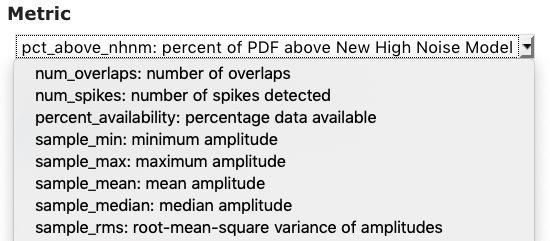 Metric
pct_above_nhnm: percent of PDF above New High Noise Model
num_overlaps: number of overlaps
num_spikes: number of spikes detected
percent_availability: percentage data available
sample_min: minimum amplitude
sample_max: maximum amplitude
sample_mean: mean amplitude
sample_median: median amplitude
sample_rms: root-mean-square variance of amplitudes